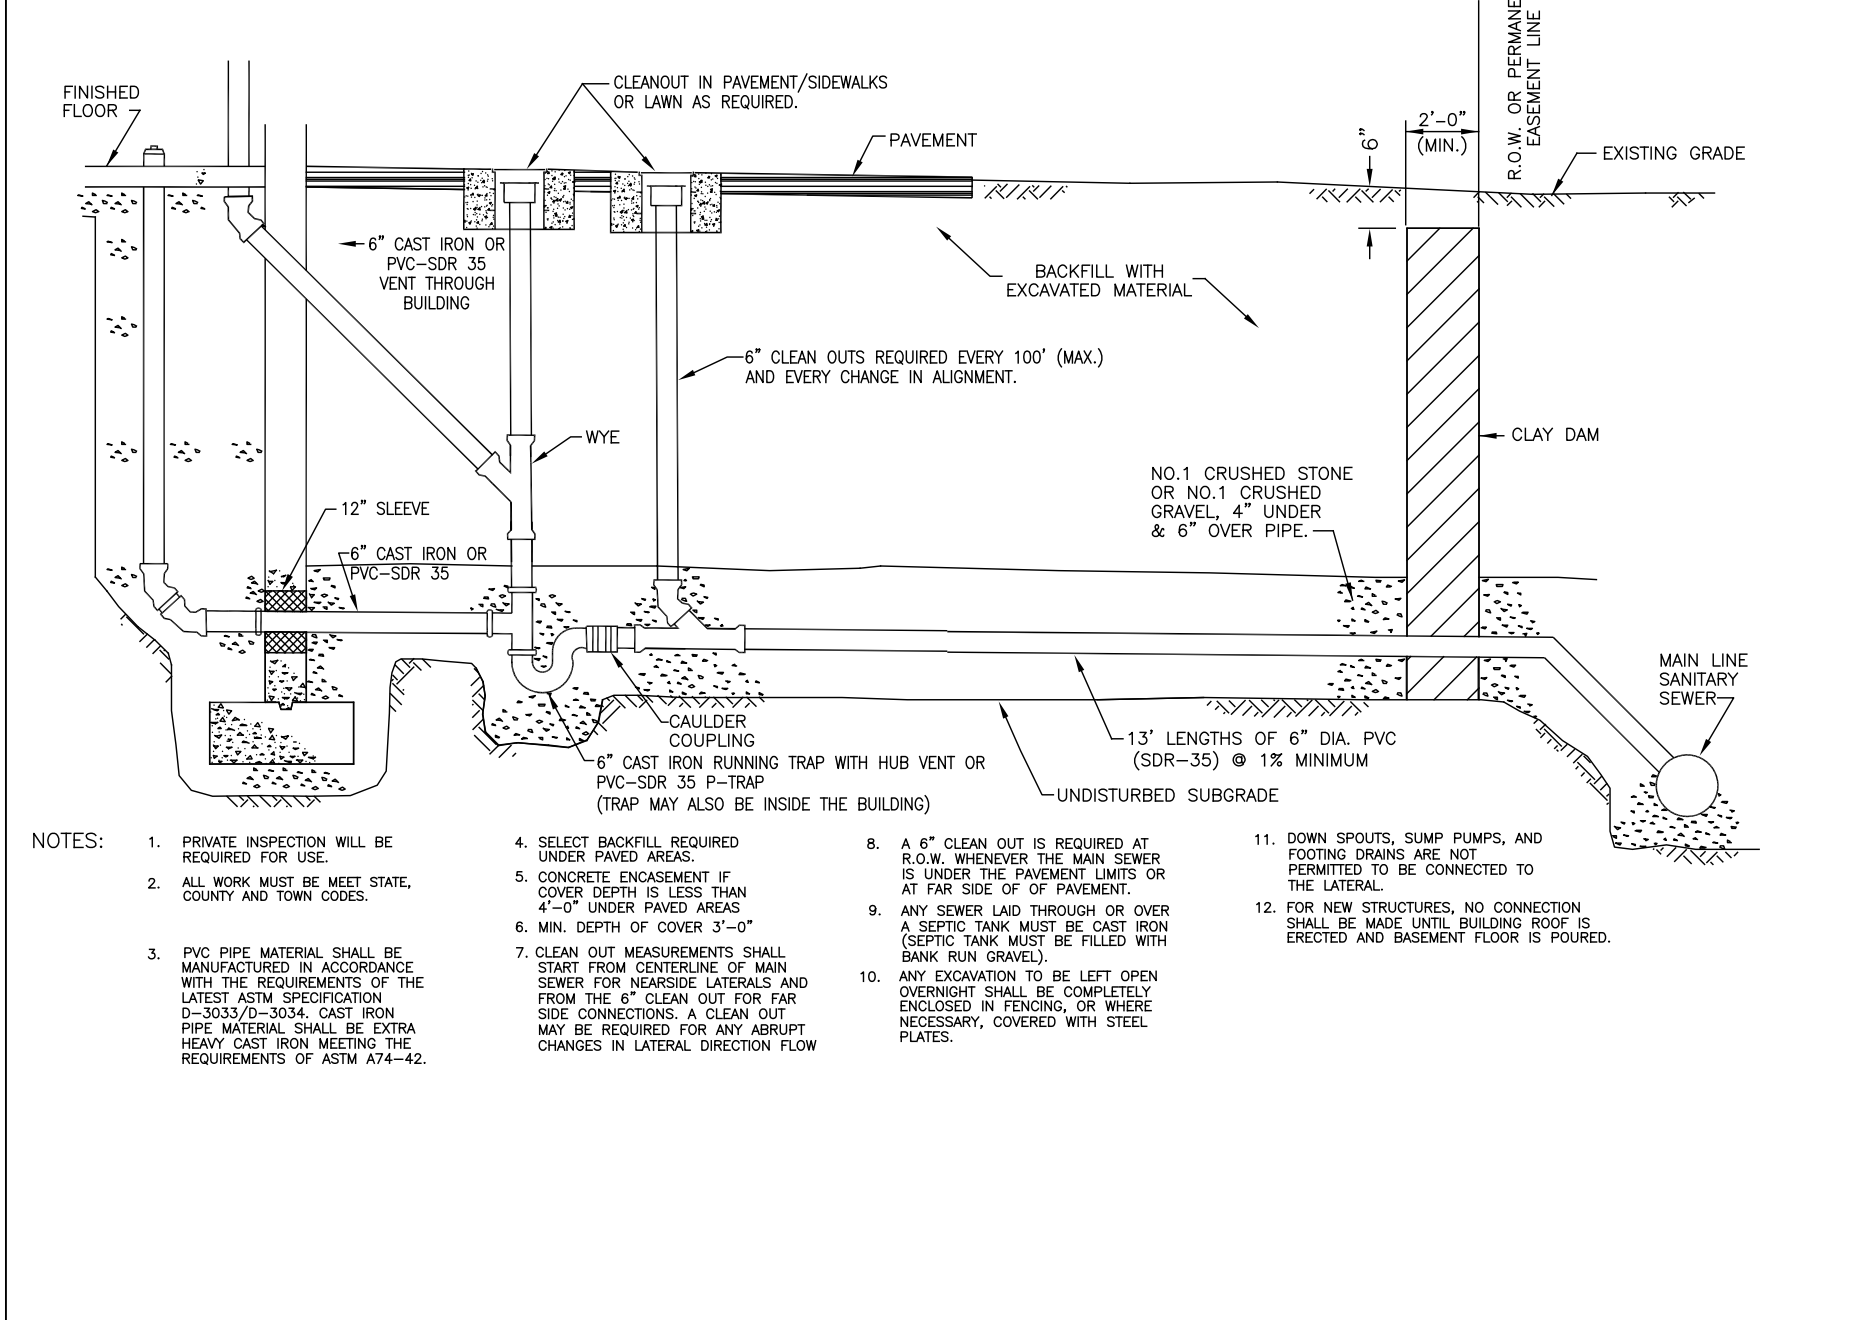 R.O.W. OR PERMANE
EASEMENT LINE
FINISHED
FLOOR
CLEANOUT IN PAVEMENT/SIDEWALKS
OR LAWN AS REQUIRED.
PAVEMENT
6"
2'-0"
(MIN.)
EXISTING GRADE
6" CAST IRON OR
PVC-SDR 35
VENT THROUGH
BUILDING
BACKFILL WITH
EXCAVATED MATERIAL
6" CLEAN OUTS REQUIRED EVERY 100' (MAX.)
AND EVERY CHANGE IN ALIGNMENT.
WYE
CLAY DAM
NO.1 CRUSHED STONE
OR NO.1 CRUSHED
GRAVEL, 4" UNDER
& 6" OVER PIPE.
12" SLEEVE
6" CAST IRON OR
PVC-SDR 35
MAIN LINE
SANITARY
SEWER
CAULDER
COUPLING
13' LENGTHS OF 6" DIA. PVC
(SDR-35) @ 1% MINIMUM
6" CAST IRON RUNNING TRAP WITH HUB VENT OR
PVC-SDR 35 P-TRAP
(TRAP MAY ALSO BE INSIDE THE BUILDING)
UNDISTURBED SUBGRADE
NOTES:
1. PRIVATE INSPECTION WILL BE
REQUIRED FOR USE.
2. ALL WORK MUST BE MEET STATE,
COUNTY AND TOWN CODES.
3. PVC PIPE MATERIAL SHALL BE
MANUFACTURED IN ACCORDANCE
WITH THE REQUIREMENTS OF THE
LATEST ASTM SPECIFICATION
D-3033/D-3034. CAST IRON
PIPE MATERIAL SHALL BE EXTRA
HEAVY CAST IRON MEETING THE
REQUIREMENTS OF ASTM A74-42.
4. SELECT BACKFILL REQUIRED
UNDER PAVED AREAS.
5. CONCRETE ENCASEMENT IF
COVER DEPTH IS LESS THAN
4'-0" UNDER PAVED AREAS
6. MIN. DEPTH OF COVER 3'-0"
7. CLEAN OUT MEASUREMENTS SHALL
START FROM CENTERLINE OF MAIN
SEWER FOR NEARSIDE LATERALS AND
FROM THE 6" CLEAN OUT FOR FAR
SIDE CONNECTIONS. A CLEAN OUT
MAY BE REQUIRED FOR ANY ABRUPT
CHANGES IN LATERAL DIRECTION FLOW
8. A 6" CLEAN OUT IS REQUIRED AT
R.O.W. WHENEVER THE MAIN SEWER
IS UNDER THE PAVEMENT LIMITS OR
AT FAR SIDE OF OF PAVEMENT.
9. ANY SEWER LAID THROUGH OR OVER
A SEPTIC TANK MUST BE CAST IRON
(SEPTIC TANK MUST BE FILLED WITH
BANK RUN GRAVEL).
10. ANY EXCAVATION TO BE LEFT OPEN
OVERNIGHT SHALL BE COMPLETELY
ENCLOSED IN FENCING, OR WHERE
NECESSARY, COVERED WITH STEEL
PLATES.
11. DOWN SPOUTS, SUMP PUMPS, AND
FOOTING DRAINS ARE NOT
PERMITTED TO BE CONNECTED TO
THE LATERAL.
12. FOR NEW STRUCTURES, NO CONNECTION
SHALL BE MADE UNTIL BUILDING ROOF IS
ERECTED AND BASEMENT FLOOR IS POURED.